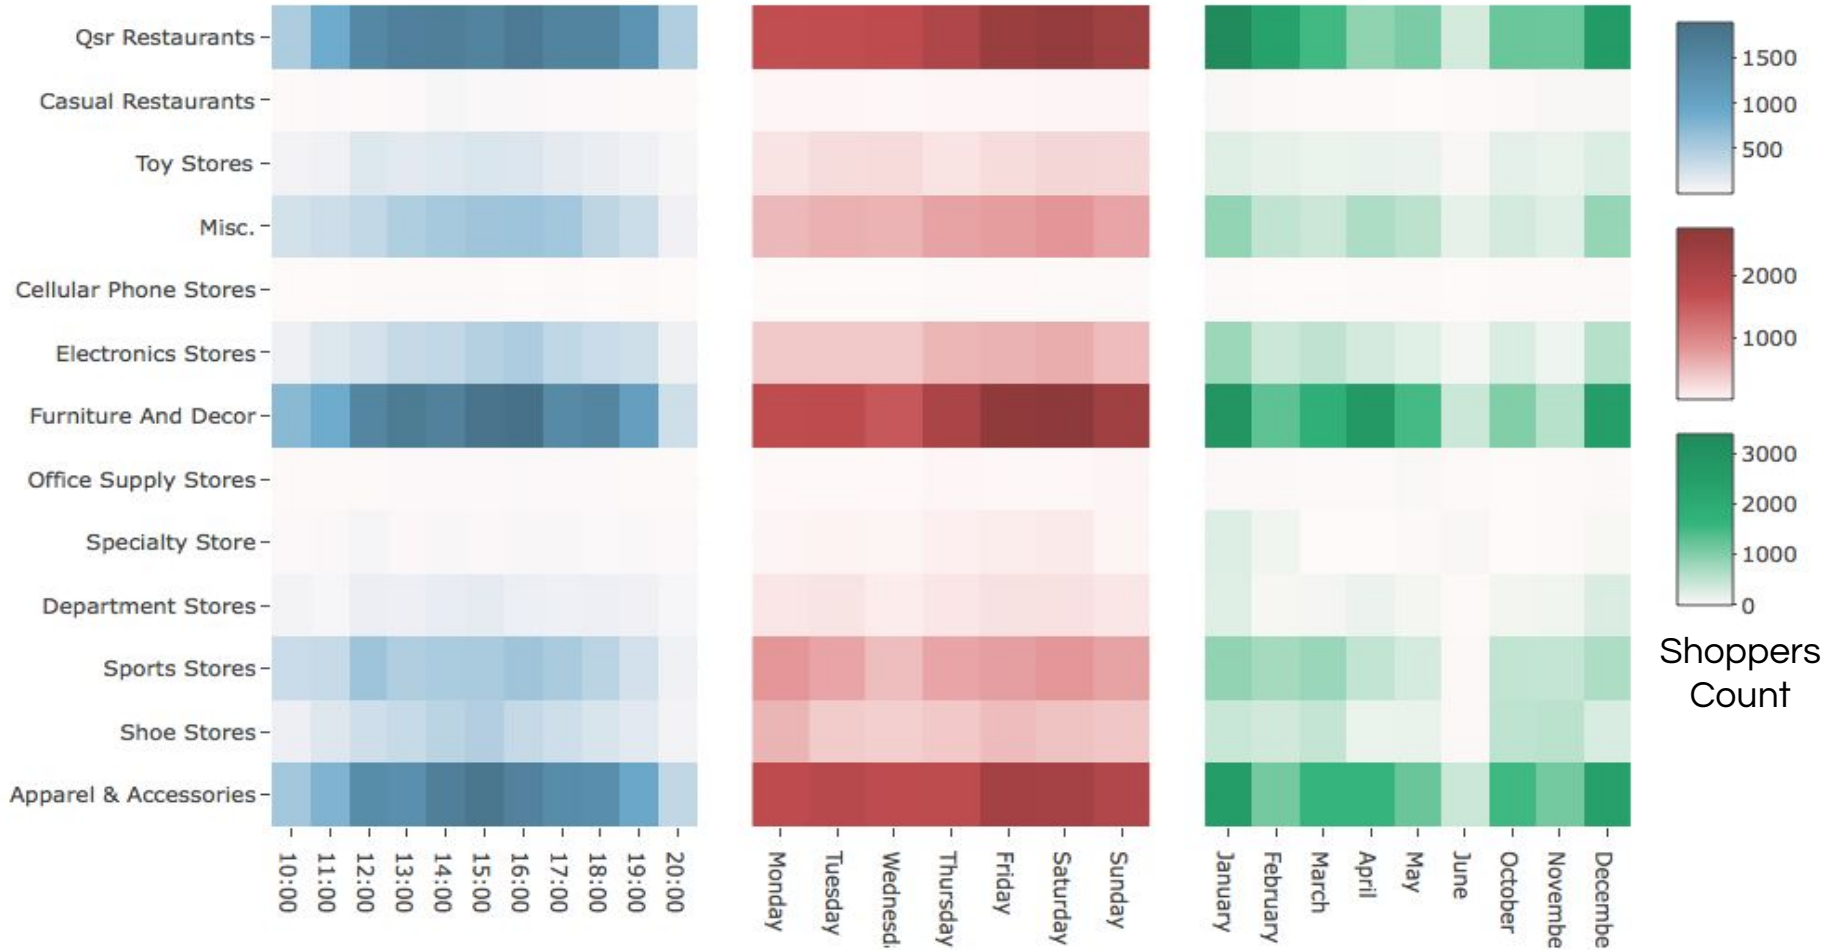 Qsr Restaurants
Casual Restaurants
Toy Stores
Misc.
Cellular Phone Stores
Electronics Stores
Furniture And Decor
Office Supply Stores
Specialty Store
Department Stores
Sports Stores
Shoe Stores
Apparel & Accessories
10:00
11:00
12:00
13:00
14:00
15:00
16:00
17:00
18:00
19:00
20:00
Monday
Tuesday
Wednesd
Thursday
Friday
Saturday
Sunday
January
February
March
April
May
June
October
Novembe
Decembe
1500
1000
500
2000
1000
3000
2000
1000
0
Shoppers
Count